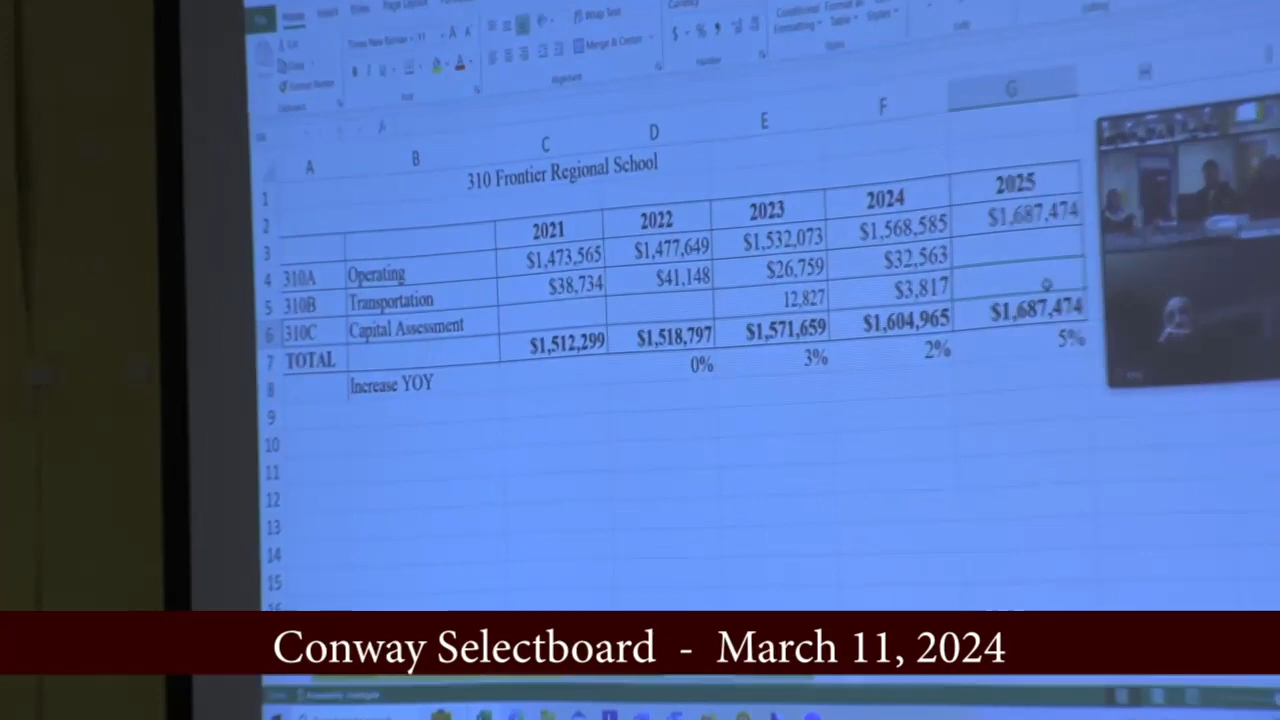 Wrap Text
Merge & Center
A B C D E F G
1 310 Frontier Regional School
2 2021 2022 2023 2024 2025
3 $1,473,565 $1,477,649 $1,532,073 $1,568,585 $1,687,474
4 310A Operating $38,734 $41,148 $26,759 $32,563
5 310B Transportation 12,827 $3,817
6 310C Capital Assessment $1,512,299 $1,518,797 $1,571,659 $1,604,965 $1,687,474
7 TOTAL 0% 3% 2% 5%
8 Increase YOY
9
10
11
12
13
14
15
Conway Selectboard - March 11, 2024